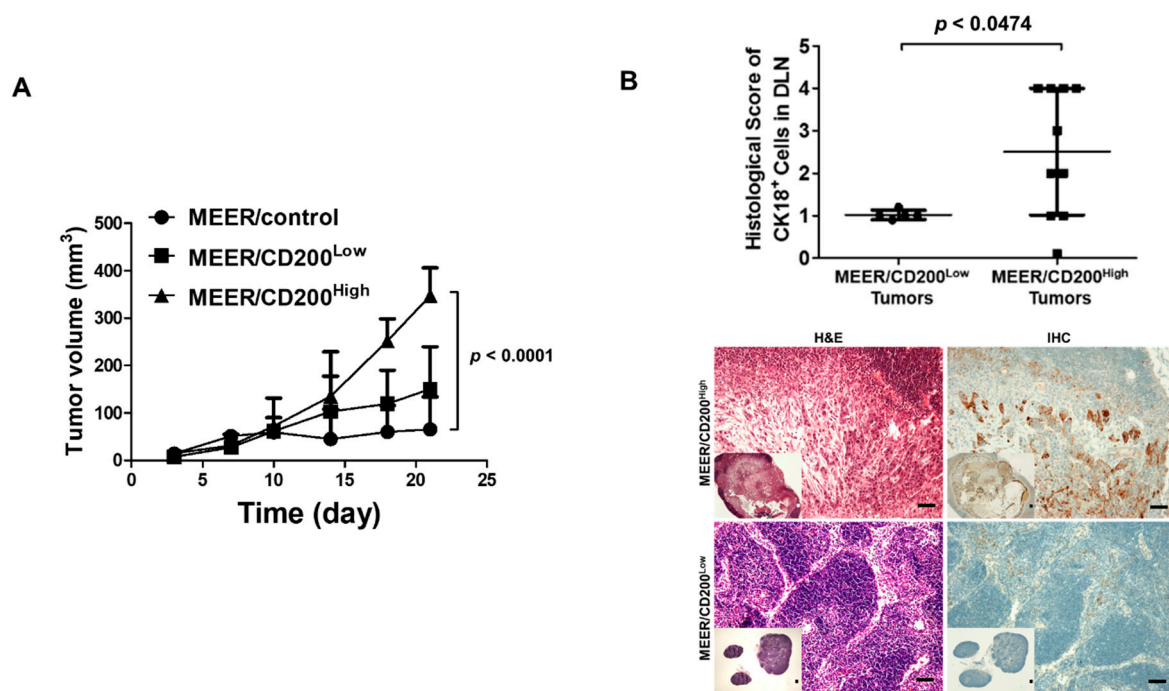 A
MEER/control
MEER/CD200Low
MEER/CD200High
Tumor volume (mm3)
500
400
300
200
100
0
0 5 10 15 20 25
Time (day)
p < 0.0001
B
p < 0.0474
Histological Score of
CK18+ Cells in DLN
5
4
3
2
1
0
MEER/CD200Low
Tumors
MEER/CD200High
Tumors
H&E
IHC
MEER/CD200High
MEER/CD200Low